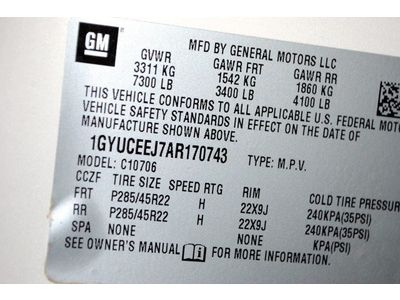 GM
MFD BY GENERAL MOTORS LLC
GVWR GAWR FRT GAWR RR
3311 KG 1542 KG 1860 KG
7300 LB 3400 LB 4100 LB
THIS VEHICLE CONFORMS TO ALL APPLICABLE U.S. FEDERAL MOTOR
VEHICLE SAFETY STANDARDS IN EFFECT ON THE DATE OF
MANUFACTURE SHOWN ABOVE.
1GYUCEEJ7AR170743 TYPE: M.P.V.
MODEL: C10706
CCZF TIRE SIZE SPEED RTG RIM COLD TIRE PRESSU
FRT P285/45R22 H 22X9J 240KPA(35PSI)
RR P285/45R22 H 22X9J 240KPA(35PSI)
SPA NONE NONE KPA(PSI)
SEE OWNER'S MANUAL FOR MORE INFORMATION.